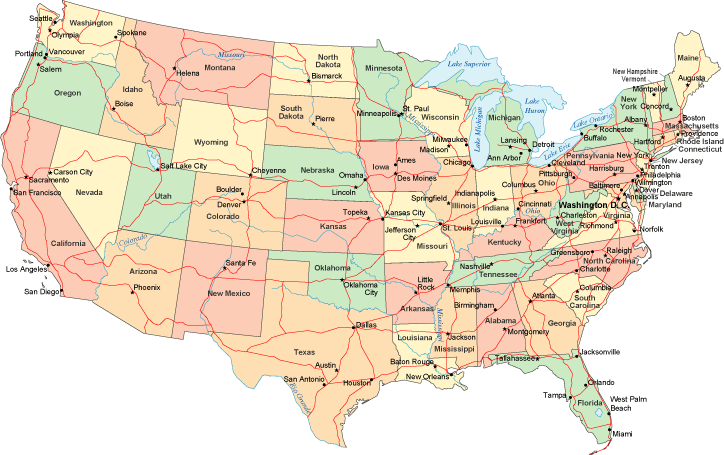 Seattle
Olympia
Washington
Spokane
Portland
Vancouver
Salem
Oregon
Idaho
Boise
Helena
Montana
Missouri
North
Dakota
Bismarck
South
Dakota
Pierre
Minnesota
Minneapolis
St. Paul
Mississippi
Wisconsin
Milwaukee
Madison
Chicago
Lake Superior
Lake Michigan
Lake
Huron
Michigan
Lansing
Ann Arbor
Detroit
Lake Erie
Lake Ontario
Cleveland
Buffalo
Rochester
New
York
Albany
New Hampshire
Vermont
Montpelier
Concord
Maine
Augusta
Boston
Massachusetts
Providence
Rhode Island
Connecticut
Hartford
New York
New Jersey
Trenton
Philadelphia
Wilmington
Dover
Delaware
Annapolis
Maryland
Baltimore
Washington D.C.
Pennsylvania
Pittsburgh
Harrisburg
Wyoming
Cheyenne
Nebraska
Omaha
Lincoln
Iowa
Ames
Des Moines
Springfield
Illinois
Indianapolis
Indiana
Columbus
Ohio
Cincinnati
Ohio
Louisville
Frankfort
Kentucky
Charleston
West
Virginia
Virginia
Richmond
Norfolk
Carson City
Sacramento
San Francisco
Nevada
California
Los Angeles
San Diego
Salt Lake City
Utah
Boulder
Denver
Colorado
Colorado
Topeka
Kansas
Kansas City
Jefferson
City
St. Louis
Missouri
Arizona
Phoenix
Santa Fe
New Mexico
Oklahoma
Oklahoma
City
Little
Rock
Arkansas
Memphis
Nashville
Tennessee
Greensboro
Raleigh
North Carolina
Charlotte
Columbia
South
Carolina
Atlanta
Georgia
Birmingham
Alabama
Montgomery
Mississippi
Jackson
Mississippi
Louisiana
Baton Rouge
New Orleans
Dallas
Texas
Austin
San Antonio
Houston
Rio Grande
Tallahassee
Jacksonville
Orlando
Tampa
Florida
West Palm
Beach
Miami